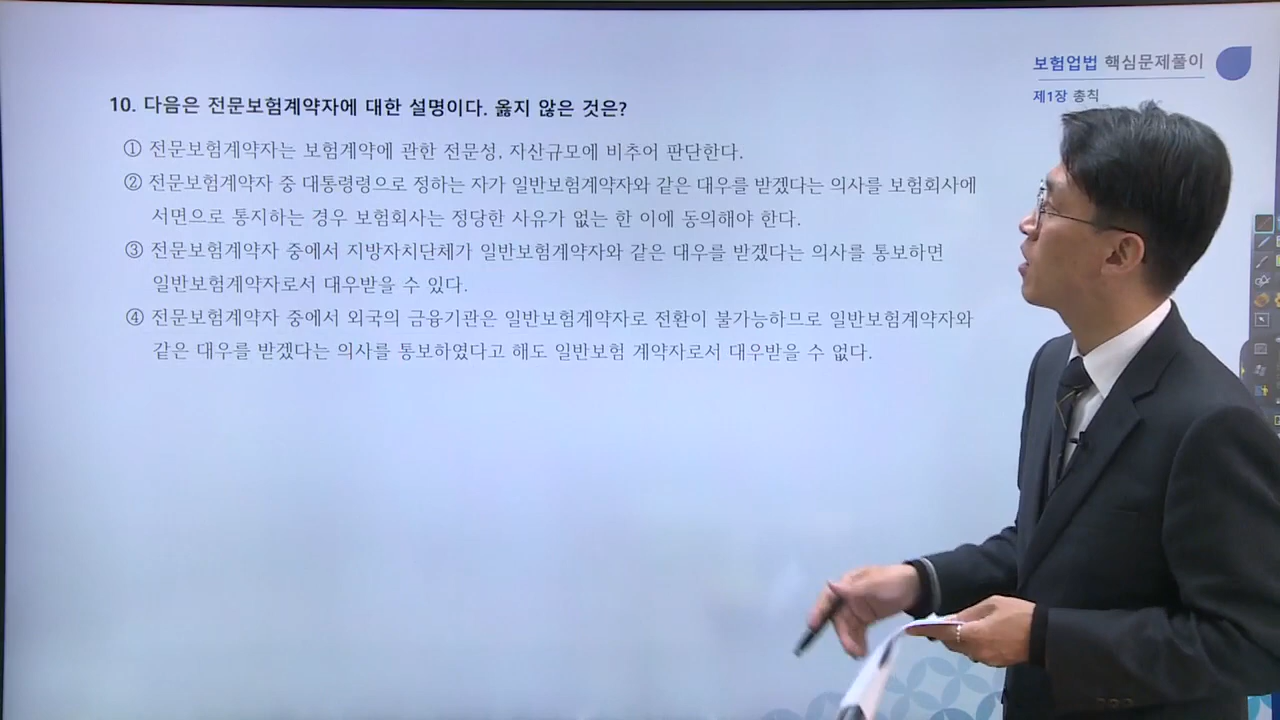 보험업법 핵심문제풀이
제1장 총칙
10. 다음은 전문보험계약자에 대한 설명이다. 옳지 않은 것은?
① 전문보험계약자는 보험계약에 관한 전문성, 자산규모에 비추어 판단한다.
② 전문보험계약자 중 대통령령으로 정하는 자가 일반보험계약자와 같은 대우를 받겠다는 의사를 보험회사에
서면으로 통지하는 경우 보험회사는 정당한 사유가 없는 한 이에 동의해야 한다.
③ 전문보험계약자 중에서 지방자치단체가 일반보험계약자와 같은 대우를 받겠다는 의사를 통보하면
일반보험계약자로서 대우받을 수 있다.
④ 전문보험계약자 중에서 외국의 금융기관은 일반보험계약자로 전환이 불가능하므로 일반보험계약자와
같은 대우를 받겠다는 의사를 통보하였다고 해도 일반보험 계약자로서 대우받을 수 없다.